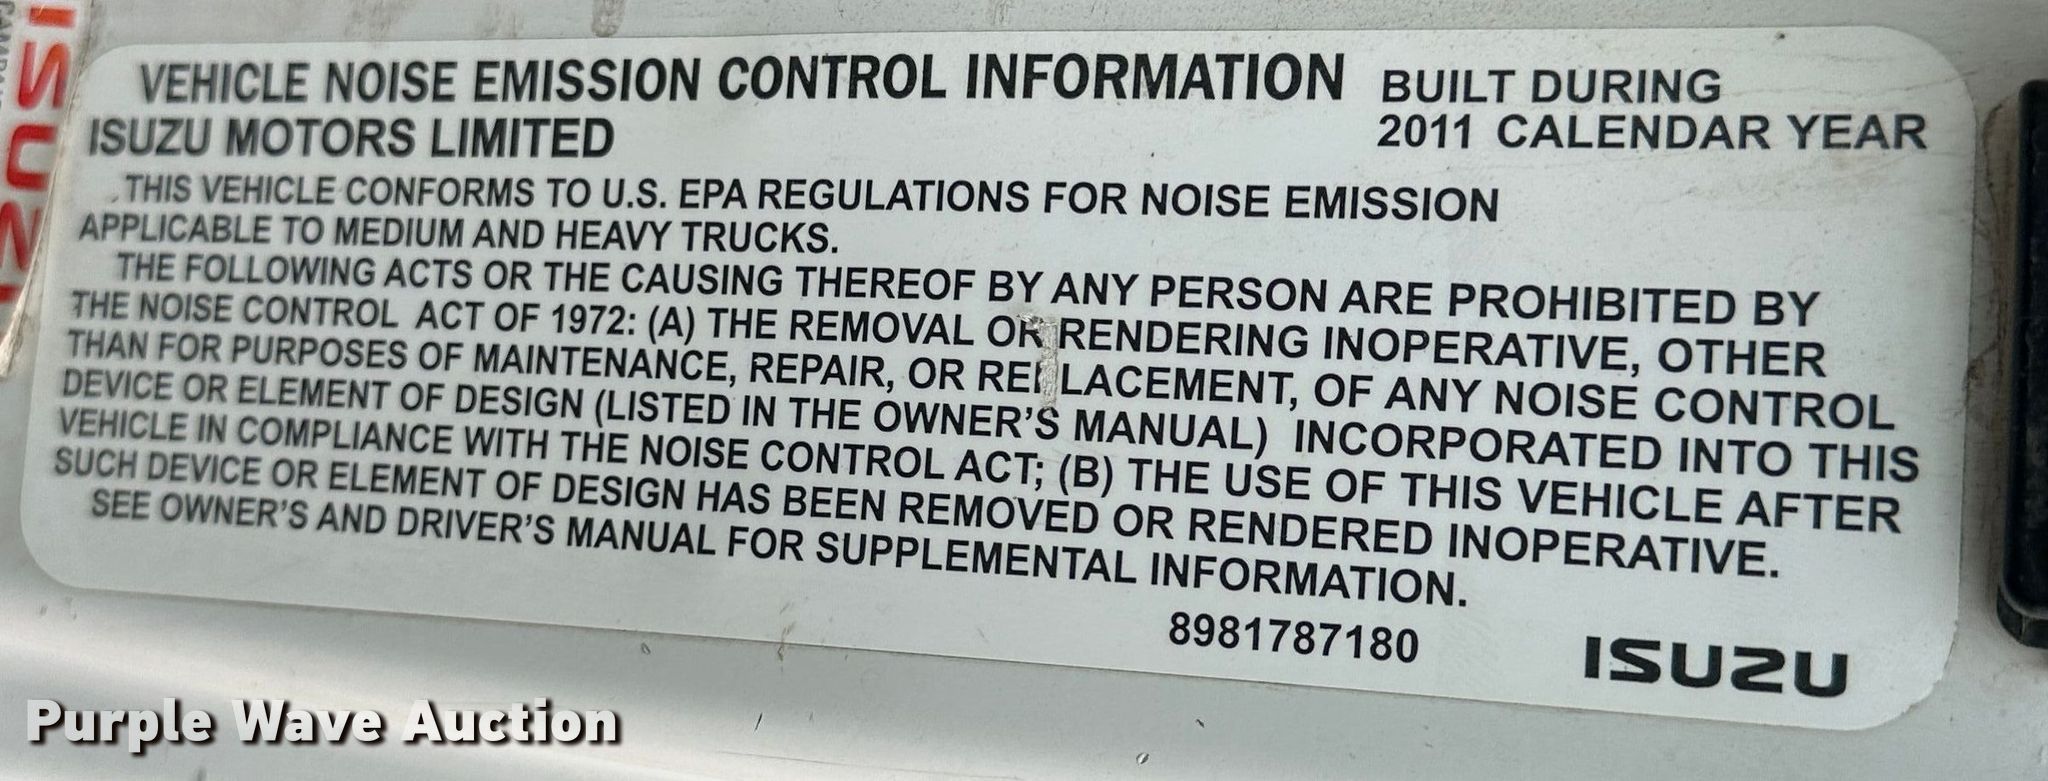 VEHICLE NOISE EMISSION CONTROL INFORMATION
BUILT DURING
ISUZU MOTORS LIMITED
2011 CALENDAR YEAR
THIS VEHICLE CONFORMS TO U.S. EPA REGULATIONS FOR NOISE EMISSION
APPLICABLE TO MEDIUM AND HEAVY TRUCKS.
THE FOLLOWING ACTS OR THE CAUSING THEREOF BY ANY PERSON ARE PROHIBITED BY
THE NOISE CONTROL ACT OF 1972: (A) THE REMOVAL OR RENDERING INOPERATIVE, OTHER
THAN FOR PURPOSES OF MAINTENANCE, REPAIR, OR REPLACEMENT, OF ANY NOISE CONTROL
DEVICE OR ELEMENT OF DESIGN (LISTED IN THE OWNER'S MANUAL) INCORPORATED INTO THIS
VEHICLE IN COMPLIANCE WITH THE NOISE CONTROL ACT; (B) THE USE OF THIS VEHICLE AFTER
SUCH DEVICE OR ELEMENT OF DESIGN HAS BEEN REMOVED OR RENDERED INOPERATIVE.
SEE OWNER'S AND DRIVER'S MANUAL FOR SUPPLEMENTAL INFORMATION.
8981787180
ISUZU
Purple Wave Auction